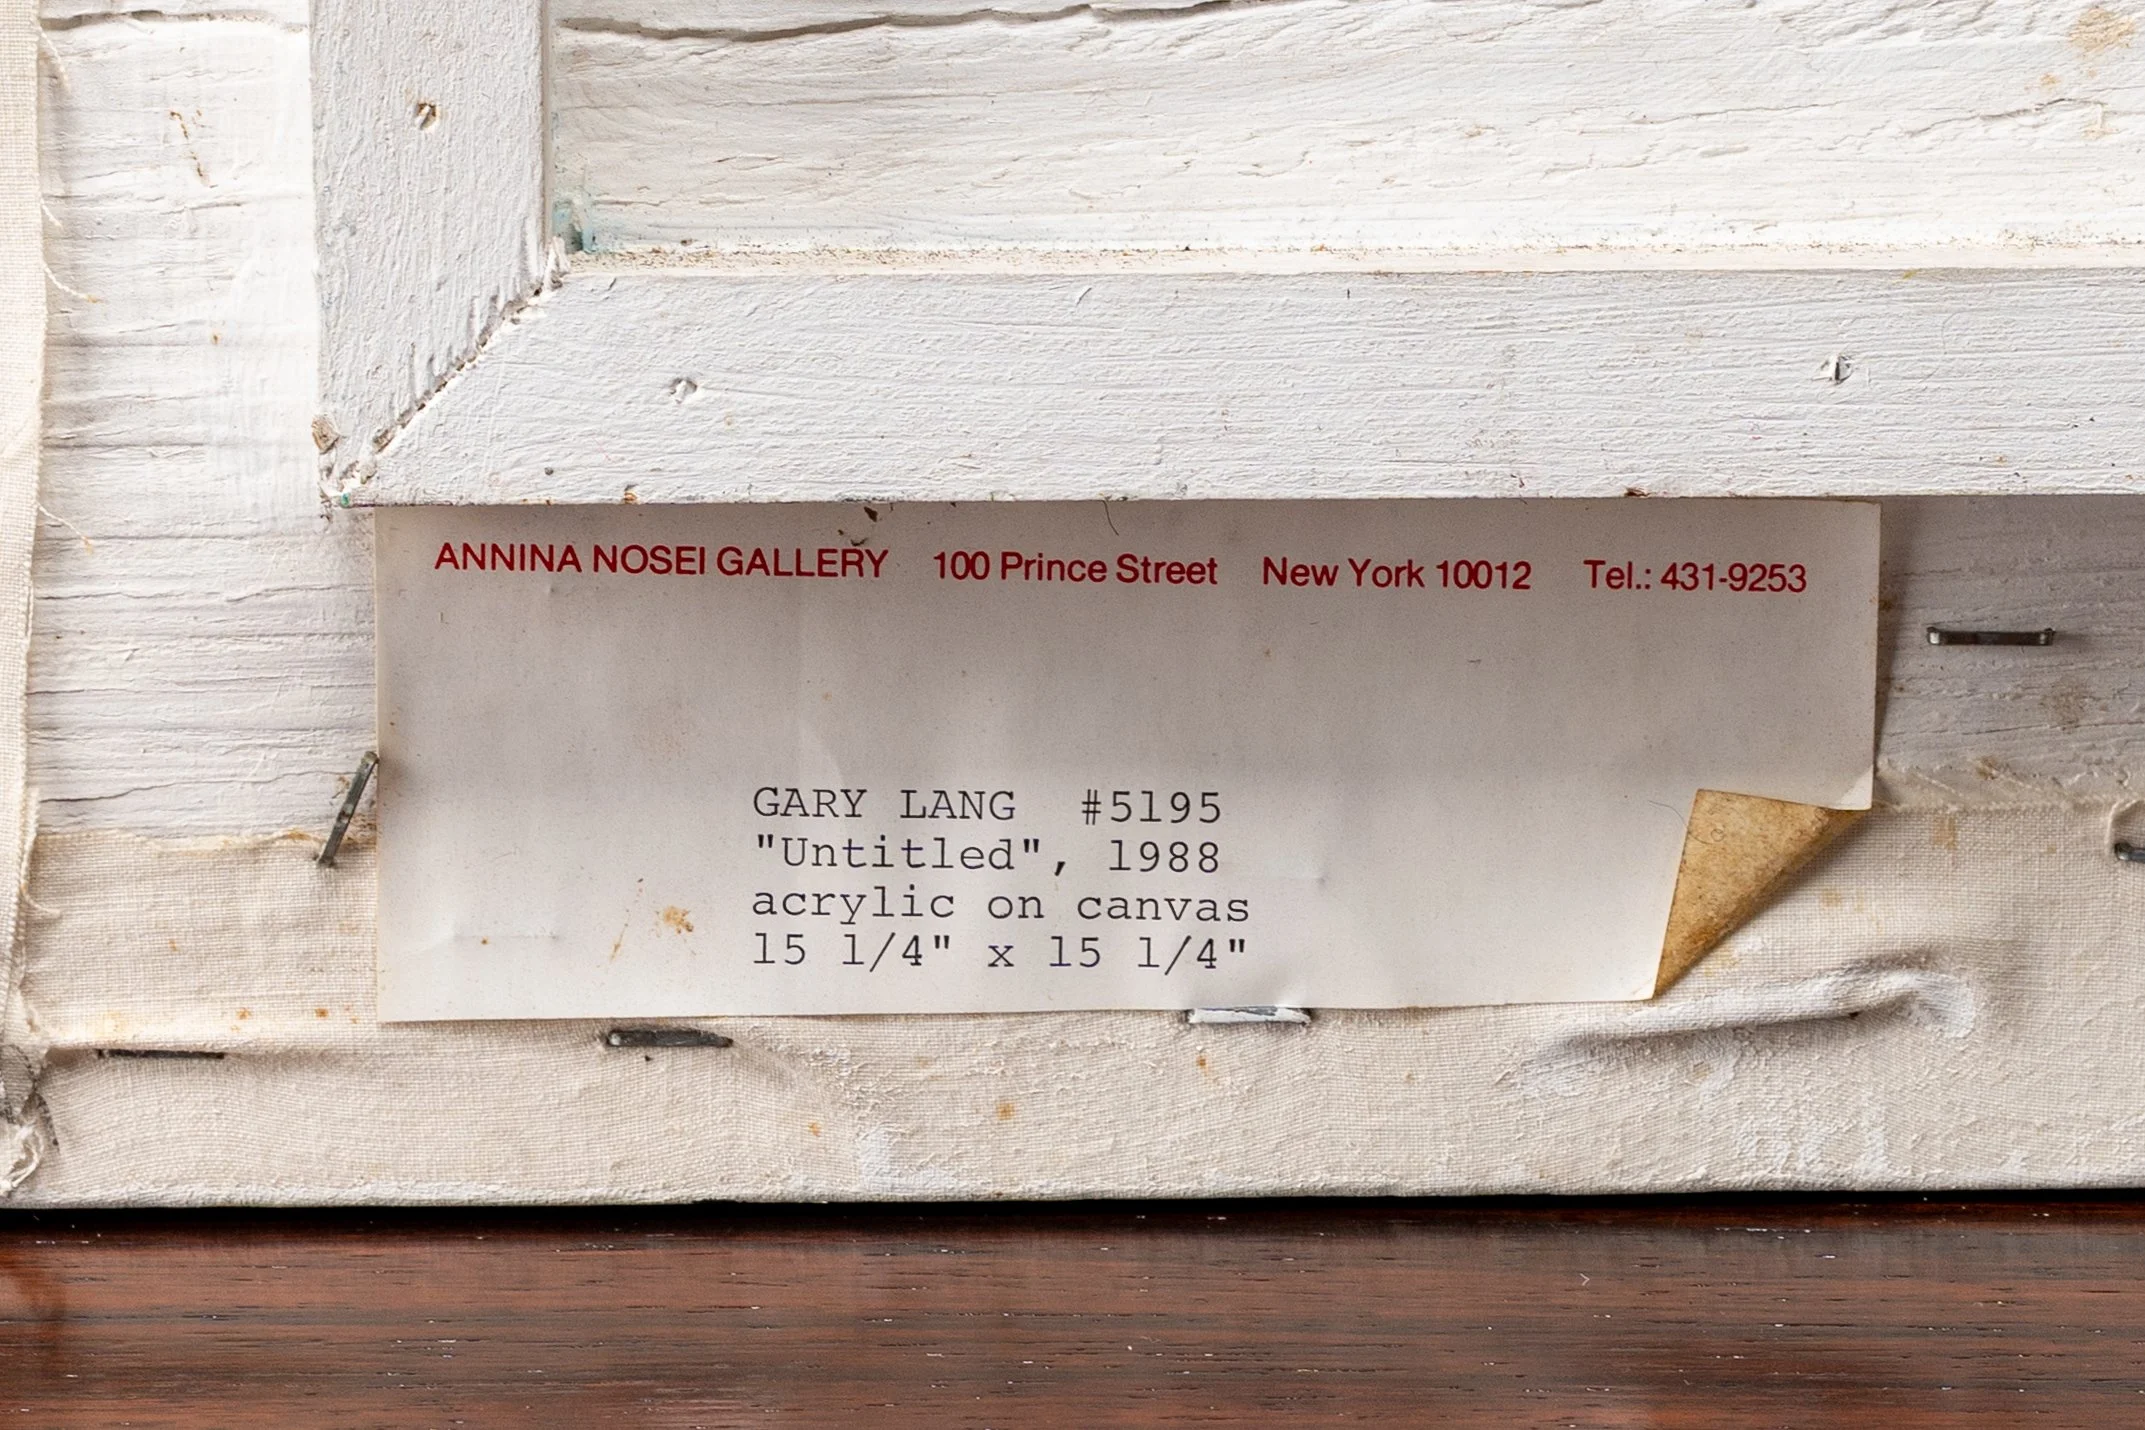 ANNINA NOSEI GALLERY 100 Prince Street New York 10012 Tel.: 431-9253
GARY LANG #5195
"Untitled", 1988
acrylic on canvas
15 1/4" x 15 1/4"